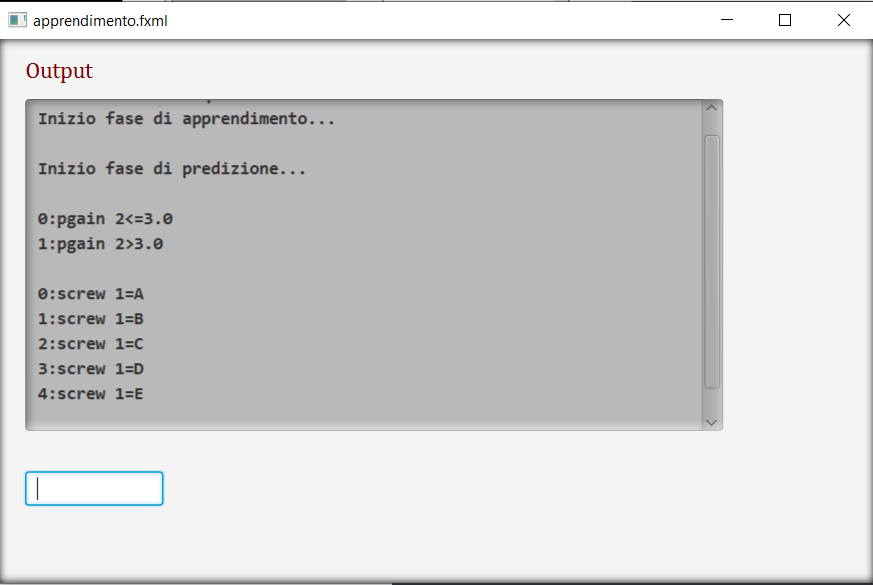 apprendimento.fxml
Output
Inizio fase di apprendimento...
Inizio fase di predizione...
0:pgain 2<=3.0
1:pgain 2>3.0
0:screw 1=A
1:screw 1=B
2:screw 1=C
3:screw 1=D
4:screw 1=E